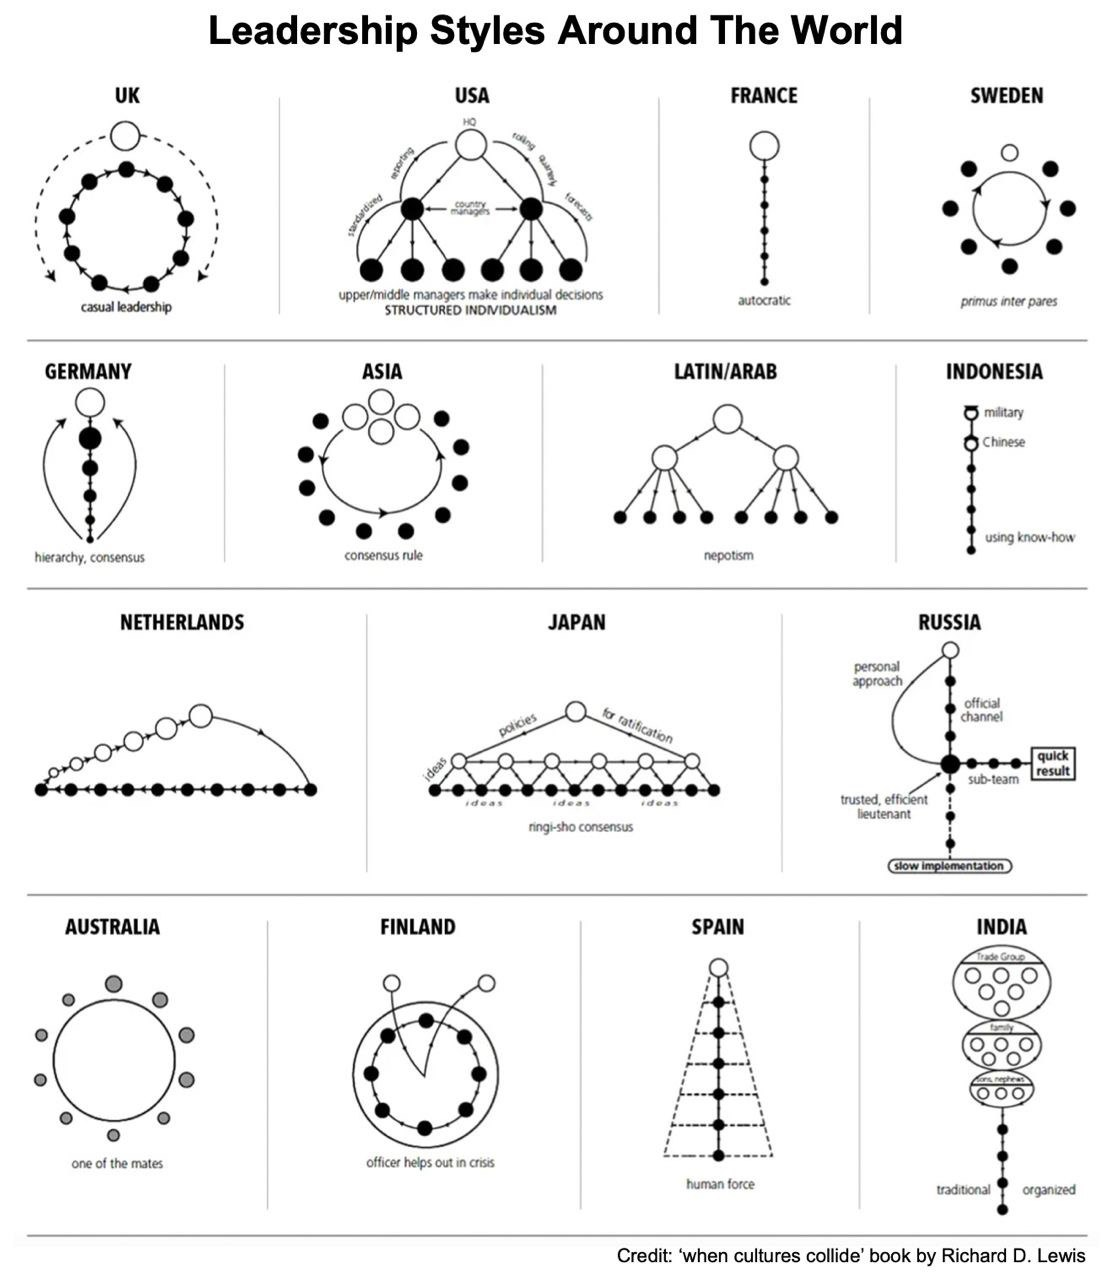 Leadership Styles Around The World
UK
casual leadership
USA
HQ
reporting
rolling
quarterly
standardized
forecasts
country
managers
upper/middle managers make individual decisions
STRUCTURED INDIVIDUALISM
FRANCE
autocratic
SWEDEN
primus inter pares
GERMANY
hierarchy, consensus
ASIA
consensus rule
LATIN/ARAB
nepotism
INDONESIA
military
Chinese
using know-how
NETHERLANDS
JAPAN
policies
for ratification
ideas
ideas
ideas
ideas
ringi-sho consensus
RUSSIA
personal
approach
official
channel
quick
result
sub-team
trusted, efficient
lieutenant
slow implementation
AUSTRALIA
one of the mates
FINLAND
officer helps out in crisis
SPAIN
human force
INDIA
Trade Group
family
sons, nephews
traditional
organized
Credit: ‘when cultures collide’ book by Richard D. Lewis